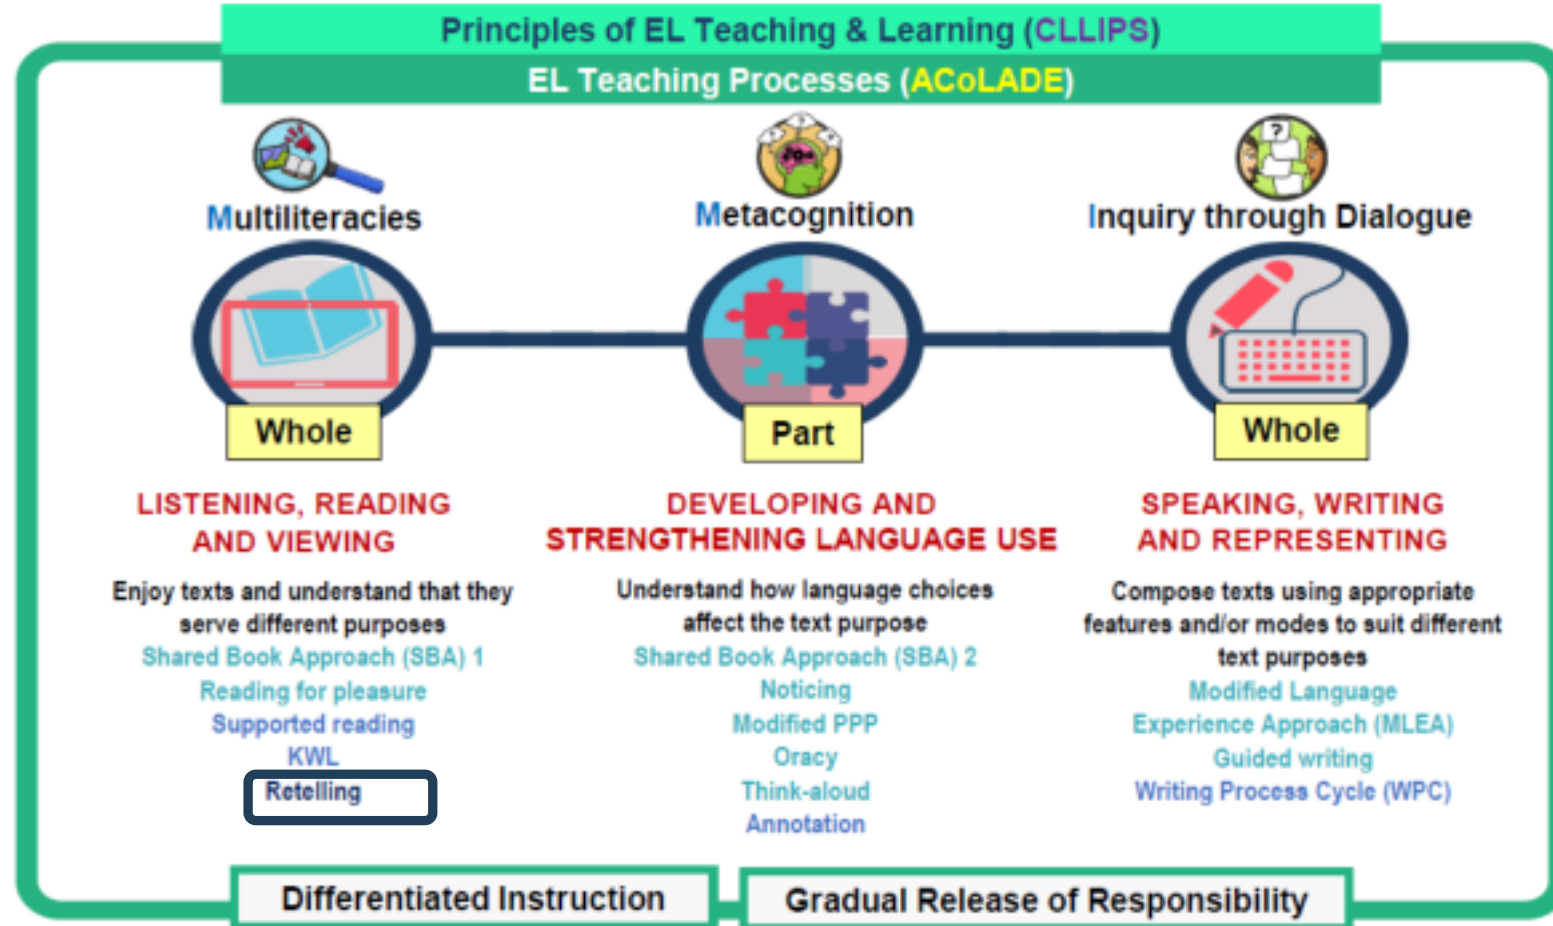 Principles of EL Teaching & Learning (CLLIPS)
EL Teaching Processes (ACoLADE)
Multiliteracies
Whole
LISTENING, READING
AND VIEWING
Enjoy texts and understand that they
serve different purposes
Shared Book Approach (SBA) 1
Reading for pleasure
Supported reading
KWL
Retelling
Metacognition
Part
DEVELOPING AND
STRENGTHENING LANGUAGE USE
Understand how language choices
affect the text purpose
Shared Book Approach (SBA) 2
Noticing
Modified PPP
Oracy
Think-aloud
Annotation
?
Inquiry through Dialogue
Whole
SPEAKING, WRITING
AND REPRESENTING
Compose texts using appropriate
features and/or modes to suit different
text purposes
Modified Language
Experience Approach (MLEA)
Guided writing
Writing Process Cycle (WPC)
Differentiated Instruction
Gradual Release of Responsibility